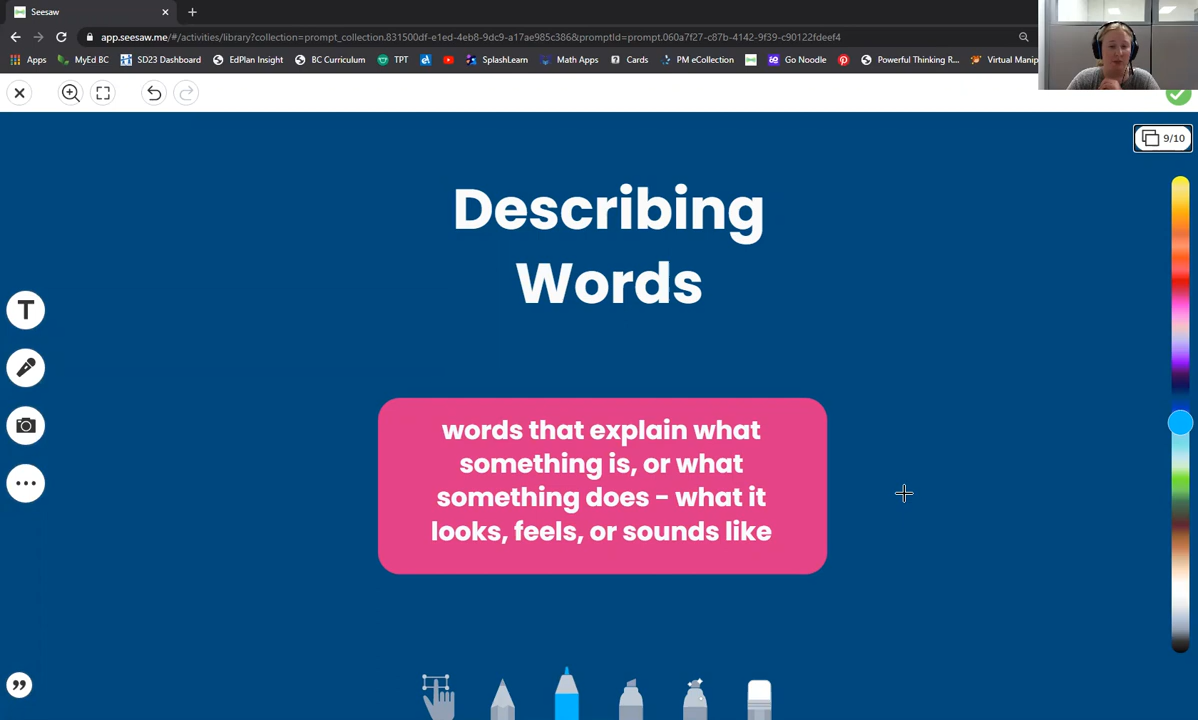 Seesaw
app.seesaw.me/#/activities/library?collection=prompt_collection.831500df-e1ed-4eb8-9dc9-a17ae985c386&promptId=prompt.060a7f27-c87b-4142-9f39-c90122fdeef4
Apps MyEd BC SD23 Dashboard EdPlan Insight BC Curriculum TPT SplashLearn Math Apps Cards PM eCollection Go Noodle Powerful Thinking R... Virtual Manip
9/10
Describing
Words
T
words that explain what
something is, or what
something does - what it
looks, feels, or sounds like